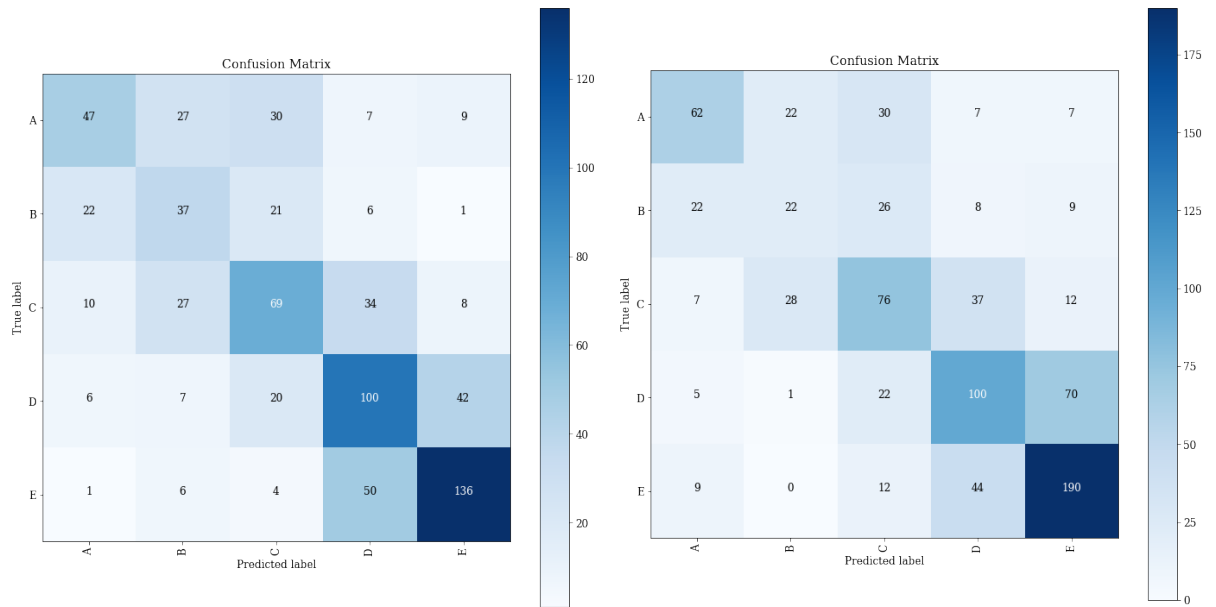 Confusion Matrix
A 47 27 30 7 9
B 22 37 21 6 1
C 10 27 69 34 8
D 6 7 20 100 42
E 1 6 4 50 136
A B C D E
True label
Predicted label
120
100
80
60
40
20
Confusion Matrix
A 62 22 30 7 7
B 22 22 26 8 9
C 7 28 76 37 12
D 5 1 22 100 70
E 9 0 12 44 190
A B C D E
True label
Predicted label
175
150
125
100
75
50
25
0